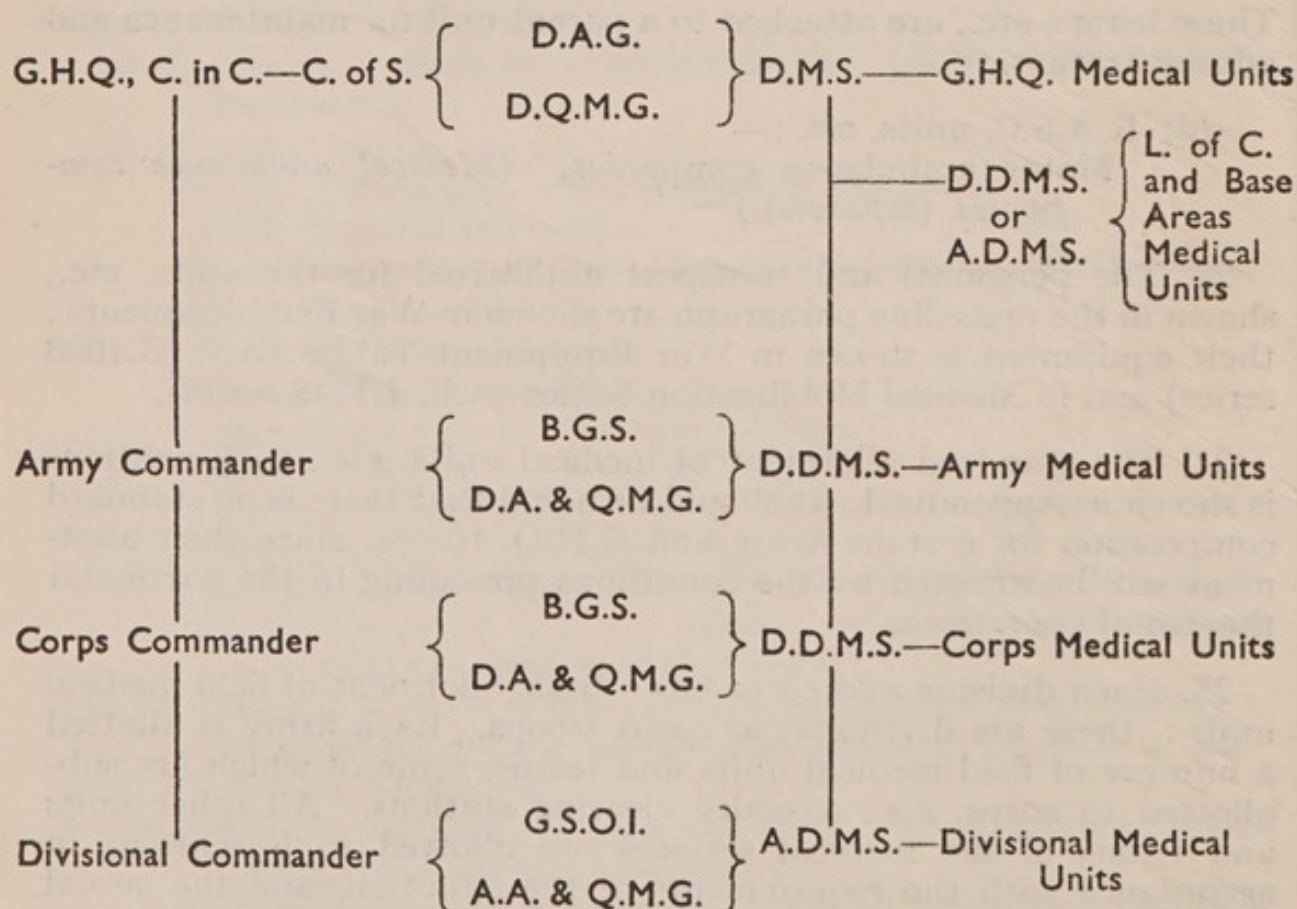 D.A.G.
G.H.Q., C. in C.—C. of S. D.M.S.—G.H.Q. Medical Units
D.Q.M.G.
L. of C.
D.D.M.S. and Base
or Areas
A.D.M.S. Medical
Units
B.G.S.
Army Commander D.D.M.S.—Army Medical Units
D.A. & Q.M.G.
B.G.S.
Corps Commander D.D.M.S.—Corps Medical Units
D.A. & Q.M.G.
G.S.O.I.
Divisional Commander A.D.M.S.—Divisional Medical
Units
A.A. & Q.M.G.